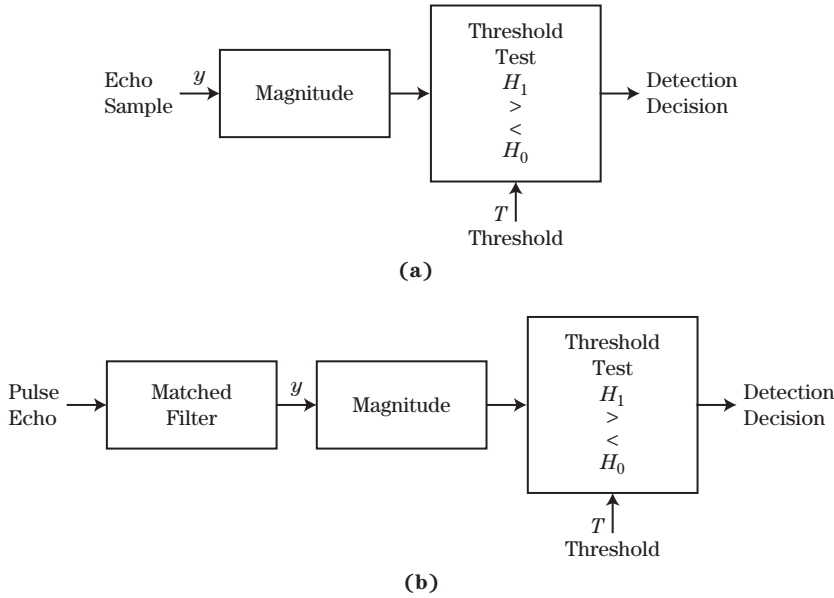 Echo
Sample
y
Magnitude
Threshold
Test
H1
>
<
H0
Detection
Decision
T
Threshold
(a)
Pulse
Echo
Matched
Filter
y
Magnitude
Threshold
Test
H1
>
<
H0
Detection
Decision
T
Threshold
(b)